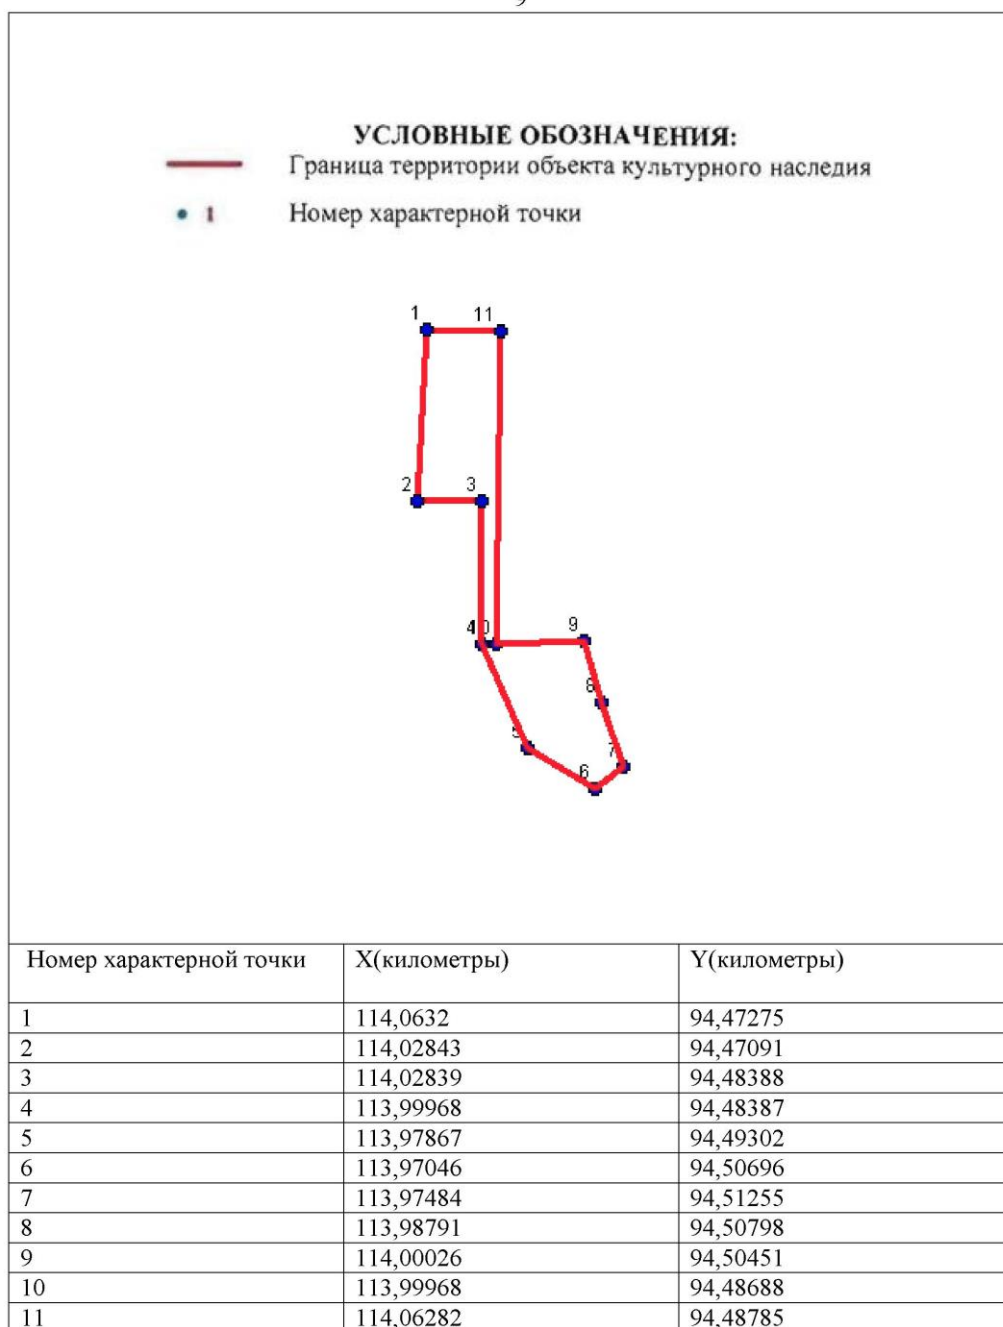 УСЛОВНЫЕ ОБОЗНАЧЕНИЯ:
Граница территории объекта культурного наследия
1 Номер характерной точки
1 11
2 3
4 0 9
8
5 7
6
Номер характерной точки X(километры) Y(километры)
1 114,0632 94,47275
2 114,02843 94,47091
3 114,02839 94,48388
4 113,99968 94,48387
5 113,97867 94,49302
6 113,97046 94,50696
7 113,97484 94,51255
8 113,98791 94,50798
9 114,00026 94,50451
10 113,99968 94,48688
11 114,06282 94,48785